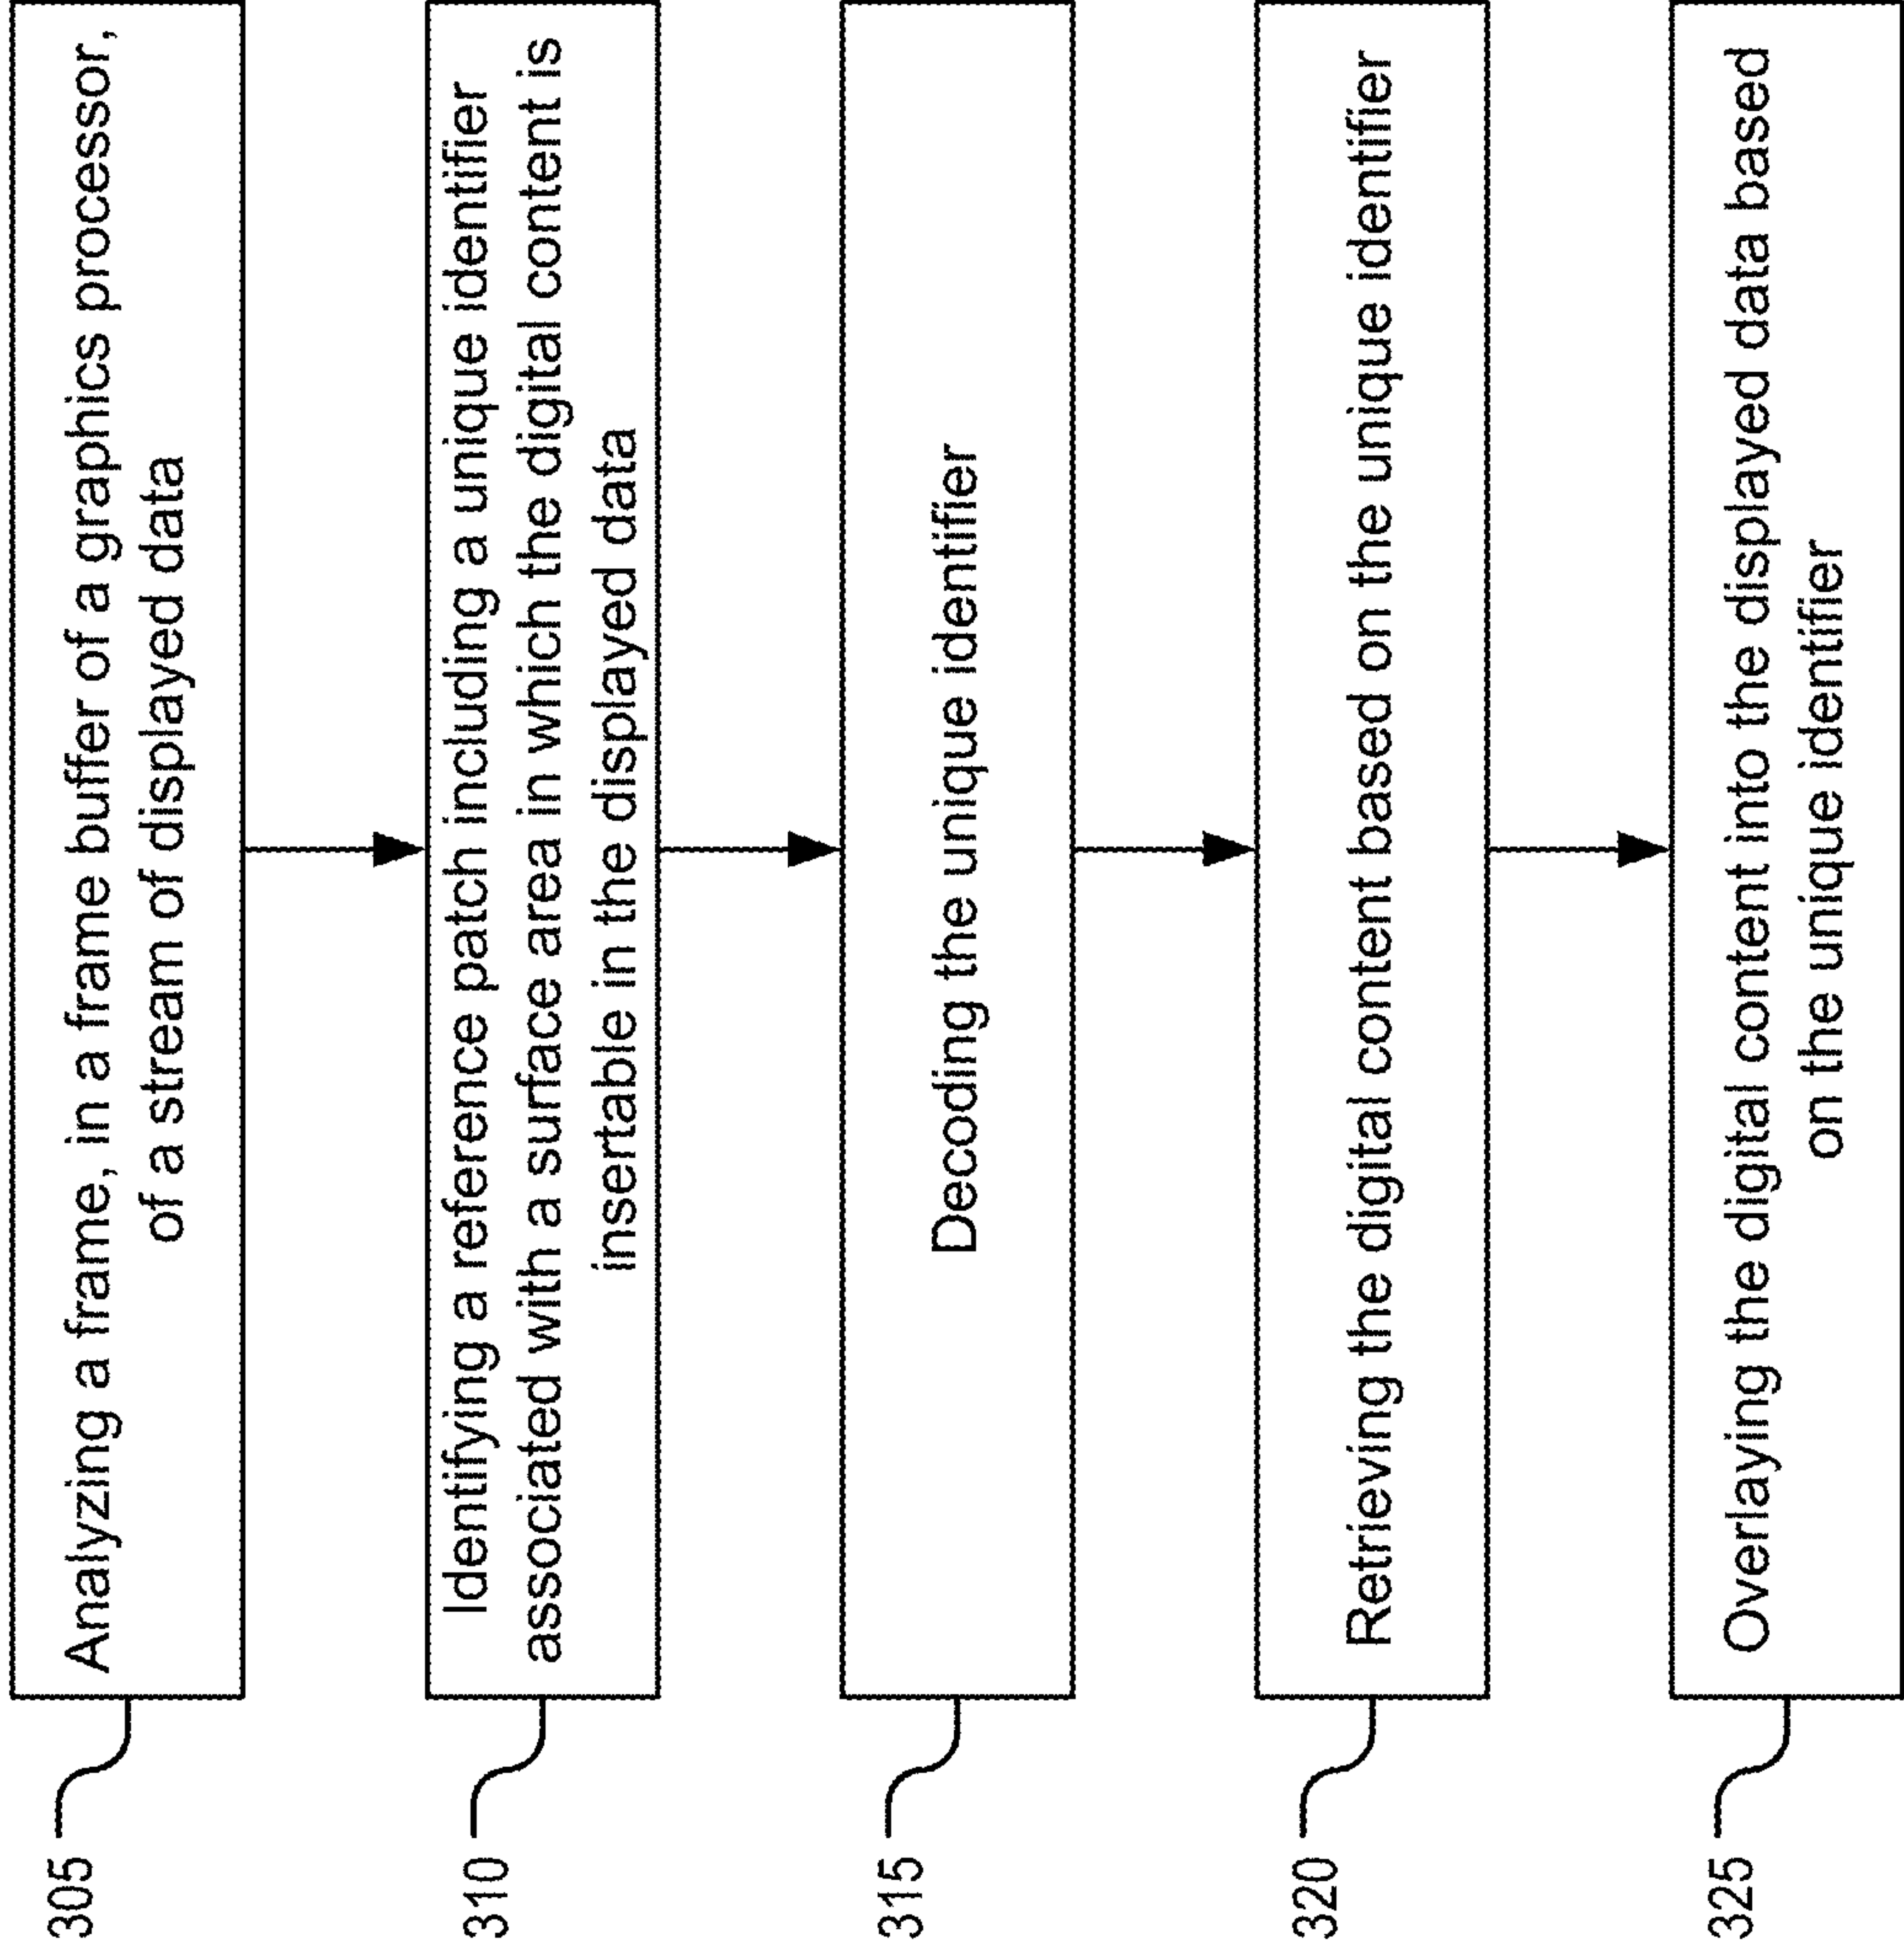 305
Analyzing a frame, in a frame buffer of a graphics processor,
of a stream of displayed data
310
Identifying a reference patch including a unique identifier
associated with a surface area in which the digital content is
insertable in the displayed data
315
Decoding the unique identifier
320
Retrieving the digital content based on the unique identifier
325
Overlaying the digital content into the displayed data based
on the unique identifier